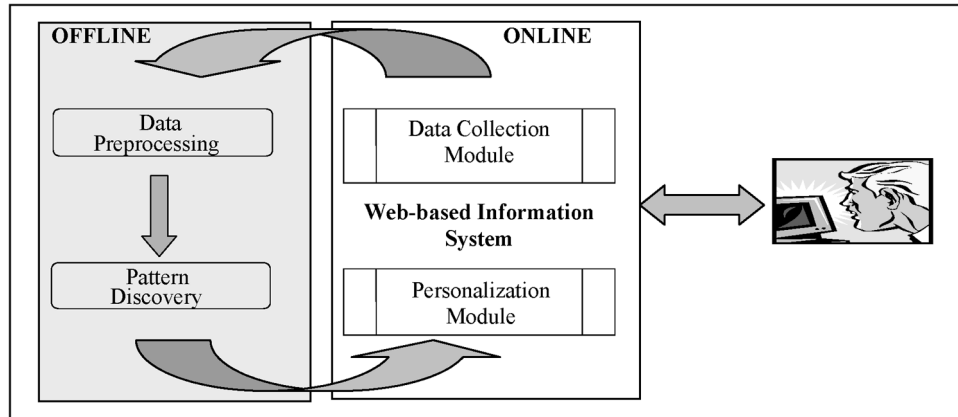 OFFLINE
Data
Preprocessing
Pattern
Discovery
ONLINE
Data Collection
Module
Web-based Information
System
Personalization
Module